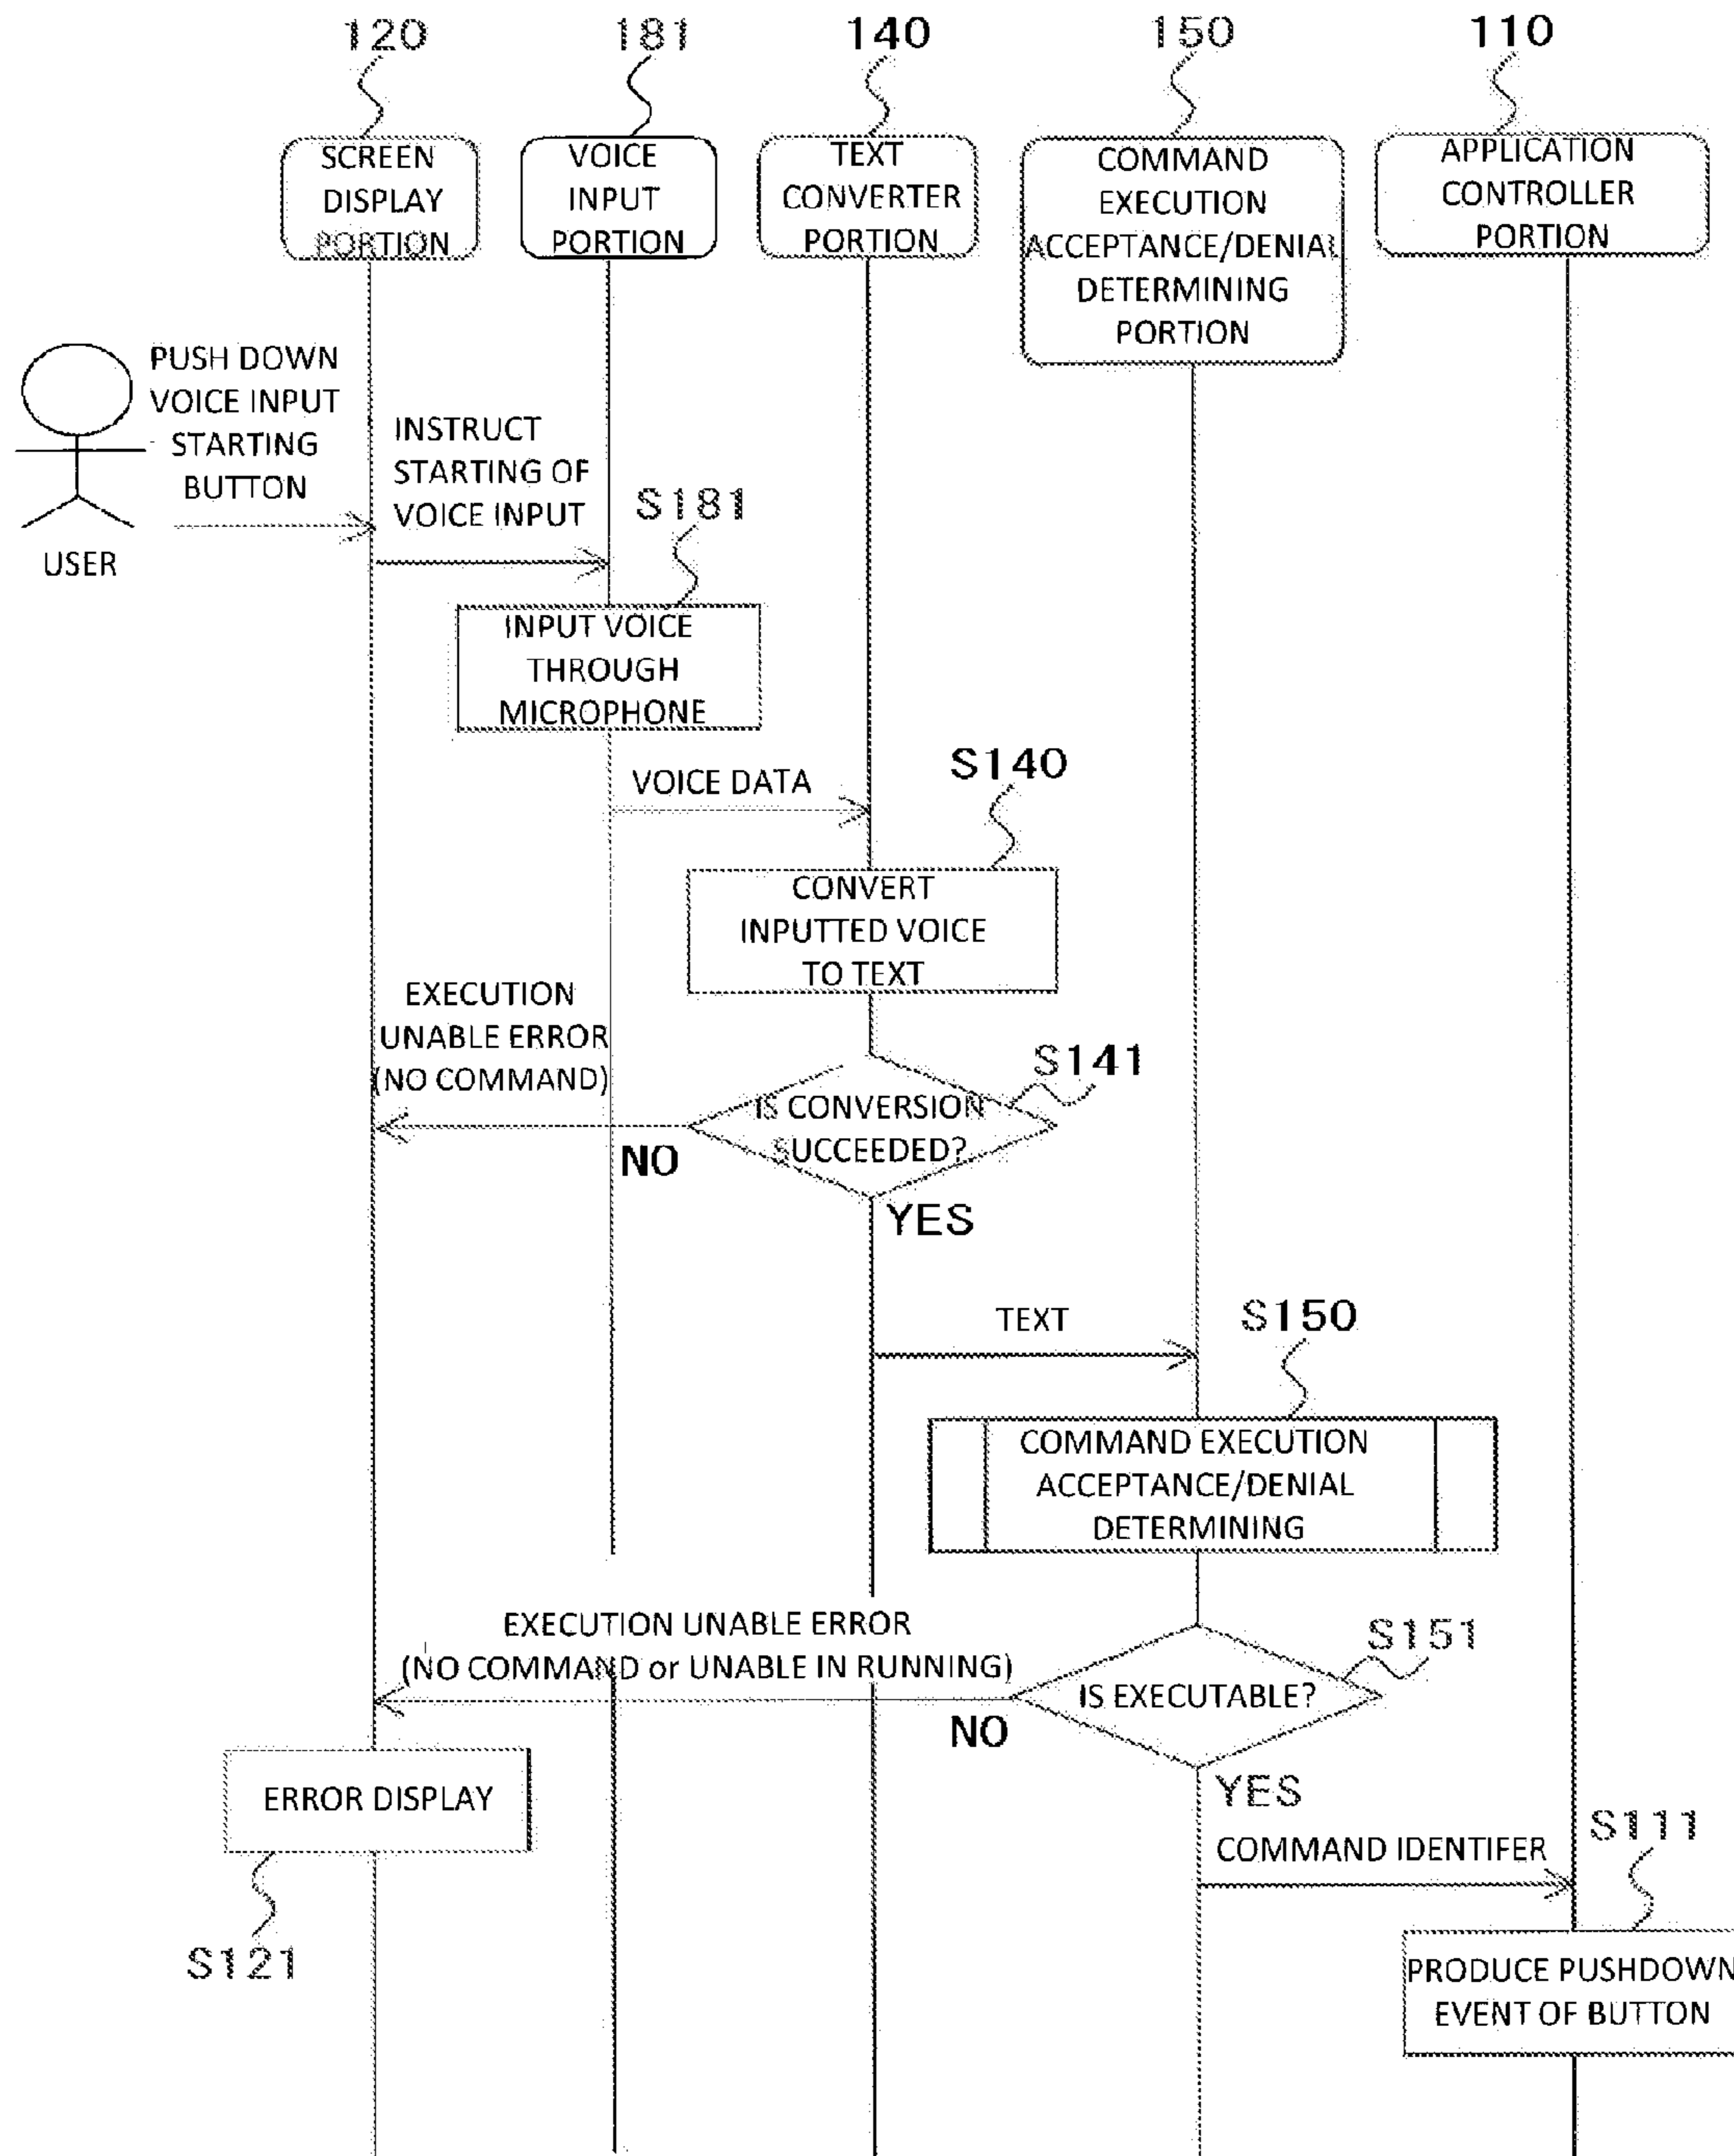 120
181
140
150
110
SCREEN
DISPLAY
PORTION
VOICE
INPUT
PORTION
TEXT
CONVERTER
PORTION
COMMAND
EXECUTION
ACCEPTANCE/DENIAL
DETERMINING
PORTION
APPLICATION
CONTROLLER
PORTION
PUSH DOWN
VOICE INPUT
STARTING
BUTTON
USER
INSTRUCT
STARTING OF
VOICE INPUT
S181
INPUT VOICE
THROUGH
MICROPHONE
VOICE DATA
S140
CONVERT
INPUTTED VOICE
TO TEXT
EXECUTION
UNABLE ERROR
(NO COMMAND)
S141
IS CONVERSION
SUCCEEDED?
NO
YES
TEXT
S150
COMMAND EXECUTION
ACCEPTANCE/DENIAL
DETERMINING
EXECUTION UNABLE ERROR
(NO COMMAND or UNABLE IN RUNNING)
S151
IS EXECUTABLE?
NO
YES
ERROR DISPLAY
S121
COMMAND IDENTIFER
S111
PRODUCE PUSHDOWN
EVENT OF BUTTON